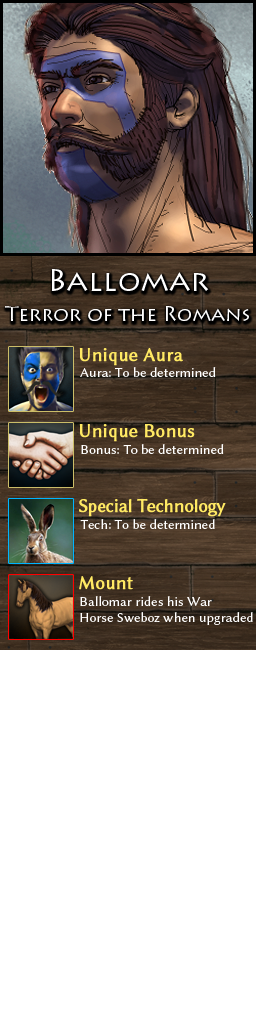 Ballomar
Terror of the Romans
Unique Aura
Aura: To be determined
Unique Bonus
Bonus: To be determined
Special Technology
Tech: To be determined
Mount
Ballomar rides his War
Horse Sweboz when upgraded